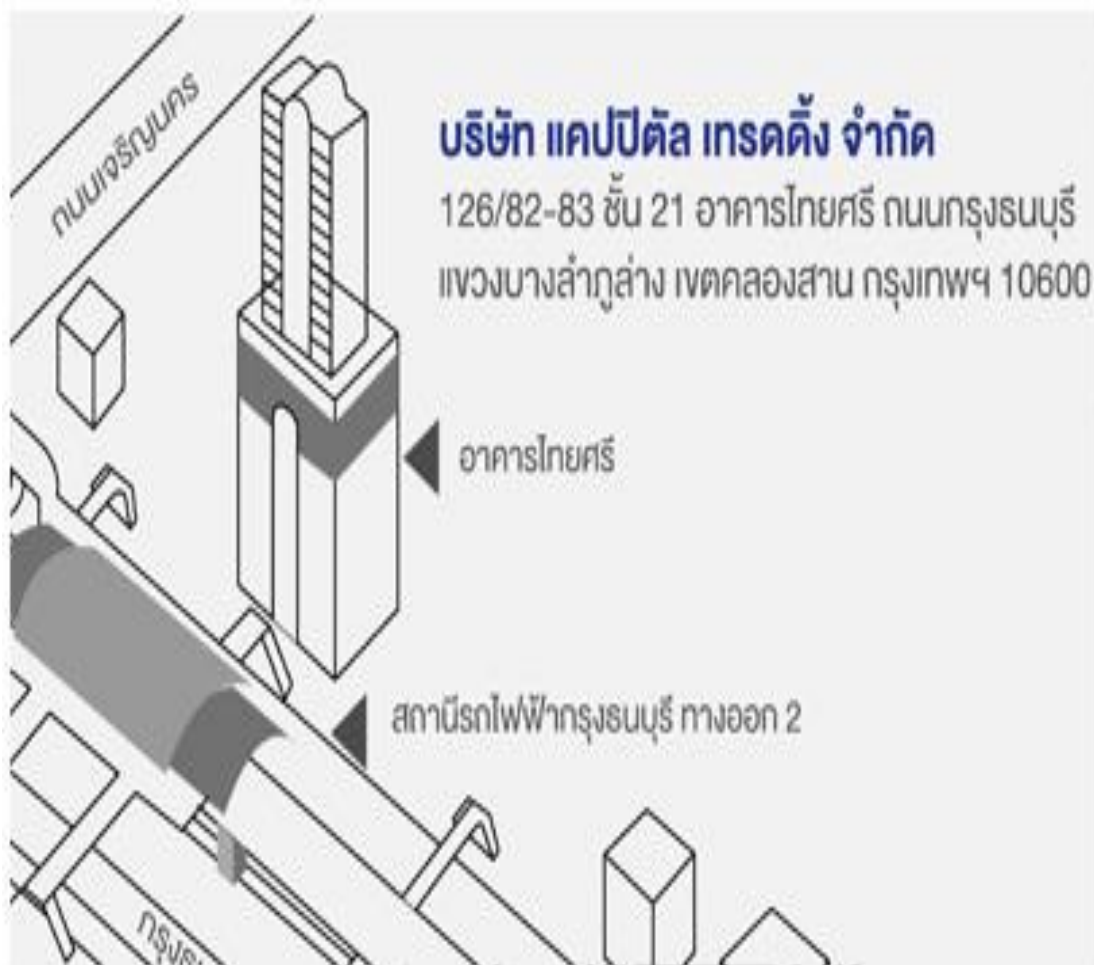 ถนนเจริญนคร
บริษัท แคปปิตัล เทรดดิ้ง จำกัด
126/82-83 ชั้น 21 อาคารไทยศรี ถนนกรุงธนบุรี
แขวงบางลำภูล่าง เขตคลองสาน กรุงเทพฯ 10600
อาคารไทยศรี
สถานีรถไฟฟ้ากรุงธนบุรี ทางออก 2